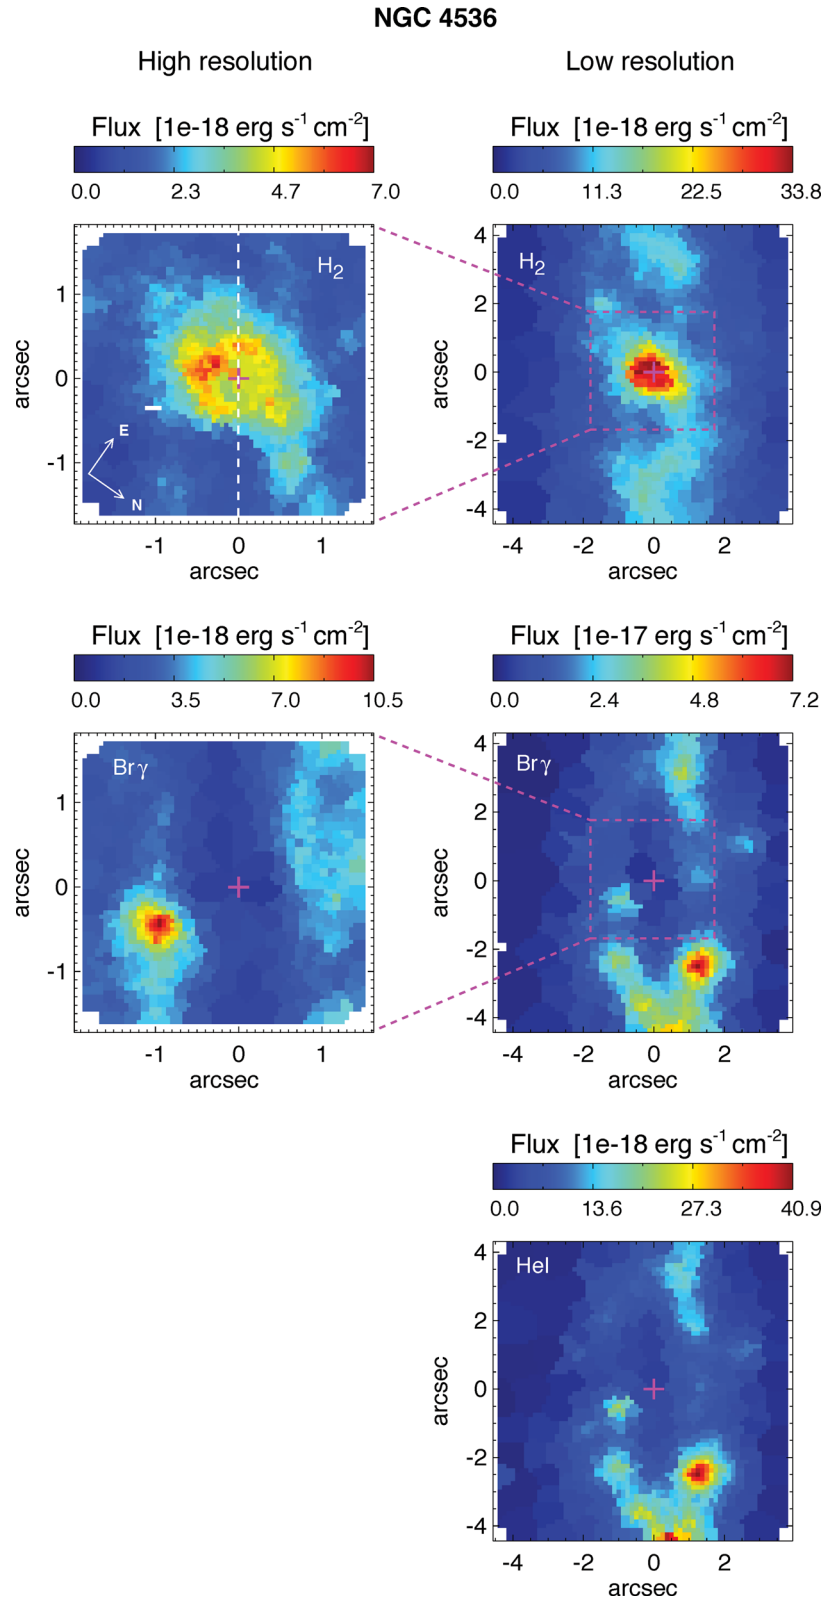 NGC 4536
High resolution
Low resolution
Flux [1e-18 erg s-1 cm-2]
0.0 2.3 4.7 7.0
H2
1
0
-1
arcsec
E
N
-1 0 1
arcsec
Flux [1e-18 erg s-1 cm-2]
0.0 11.3 22.5 33.8
H2
4
2
0
-2
-4
arcsec
-4 -2 0 2
arcsec
Flux [1e-18 erg s-1 cm-2]
0.0 3.5 7.0 10.5
Brγ
1
0
-1
arcsec
-1 0 1
arcsec
Flux [1e-17 erg s-1 cm-2]
0.0 2.4 4.8 7.2
Brγ
4
2
0
-2
-4
arcsec
-4 -2 0 2
arcsec
Flux [1e-18 erg s-1 cm-2]
0.0 13.6 27.3 40.9
HeI
4
2
0
-2
-4
arcsec
-4 -2 0 2
arcsec